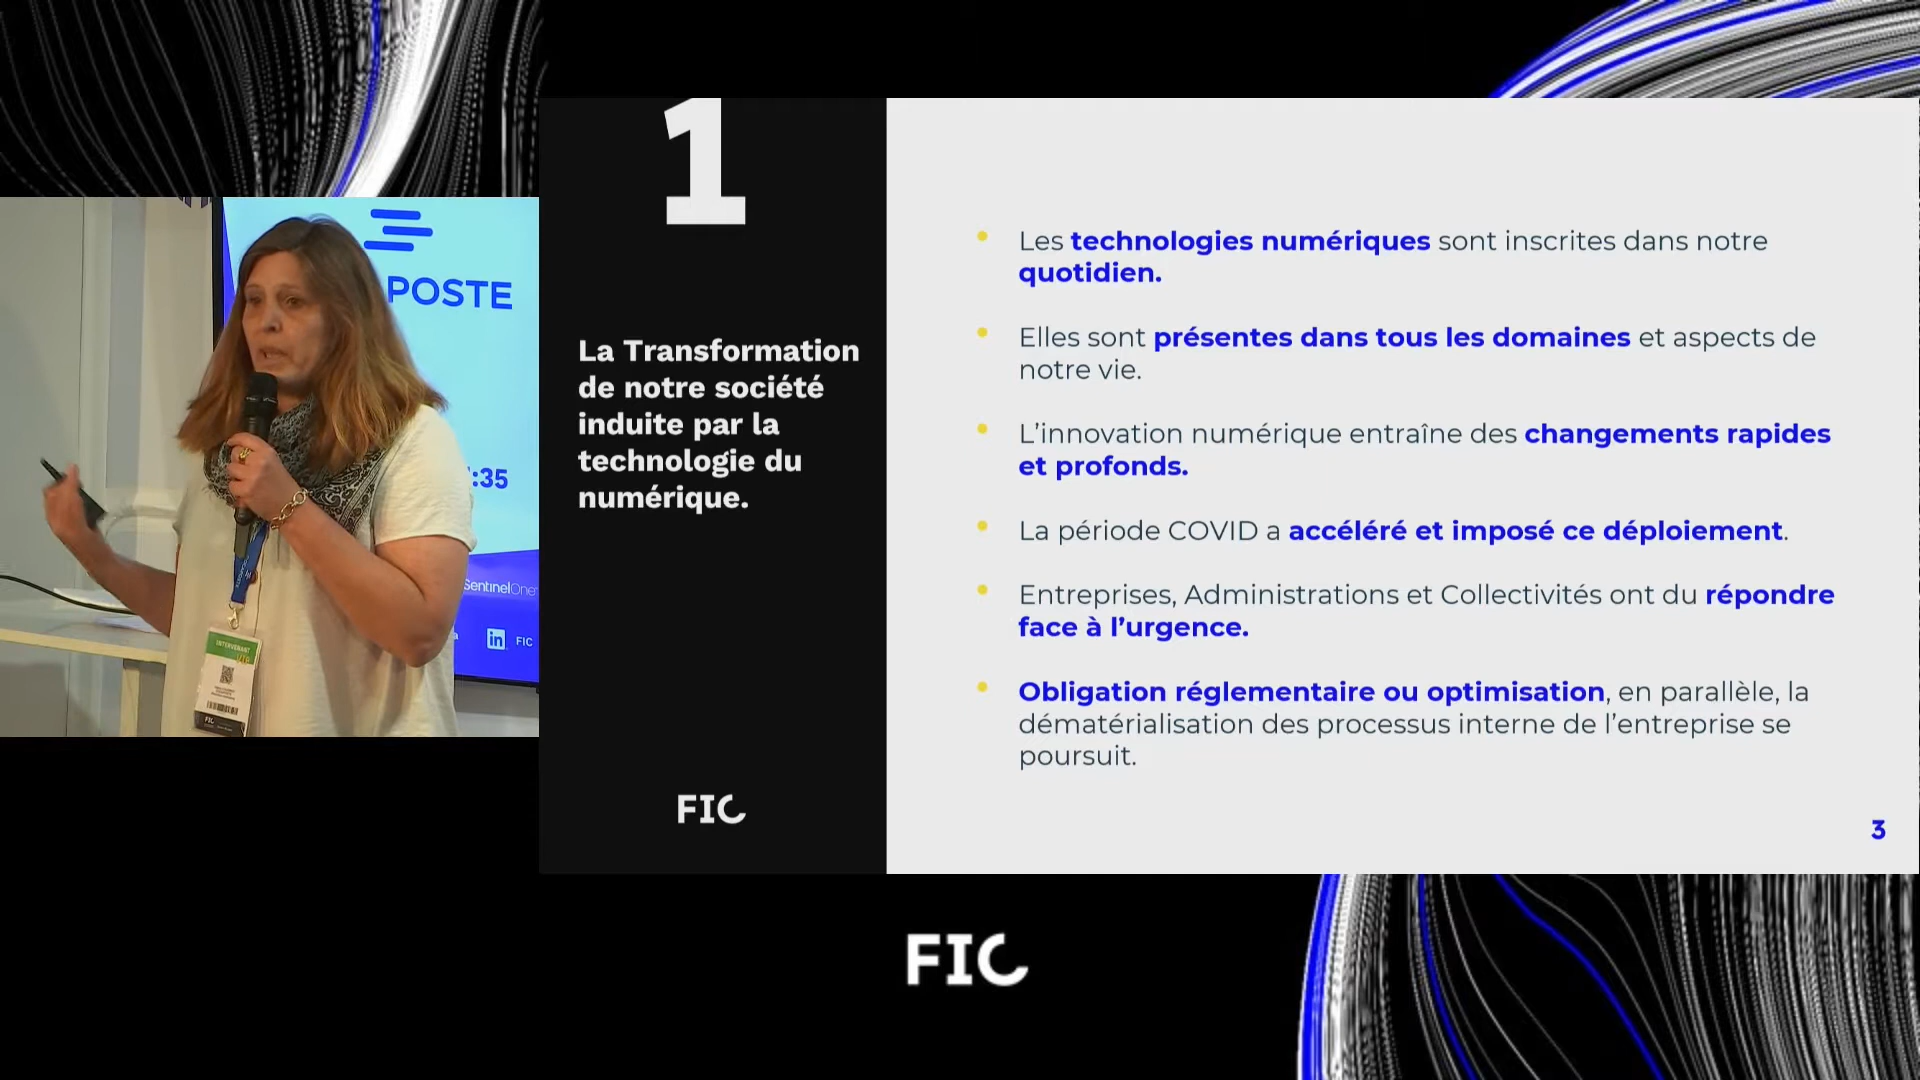 POSTE
:35
SentinelOne
in FIC
INTERVENANT
VIP
FIC
1
La Transformation
de notre société
induite par la
technologie du
numérique.
FIC
Les technologies numériques sont inscrites dans notre
quotidien.
Elles sont présentes dans tous les domaines et aspects de
notre vie.
L’innovation numérique entraîne des changements rapides
et profonds.
La période COVID a accéléré et imposé ce déploiement.
Entreprises, Administrations et Collectivités ont du répondre
face à l’urgence.
Obligation réglementaire ou optimisation, en parallèle, la
dématérialisation des processus interne de l’entreprise se
poursuit.
3
FIC